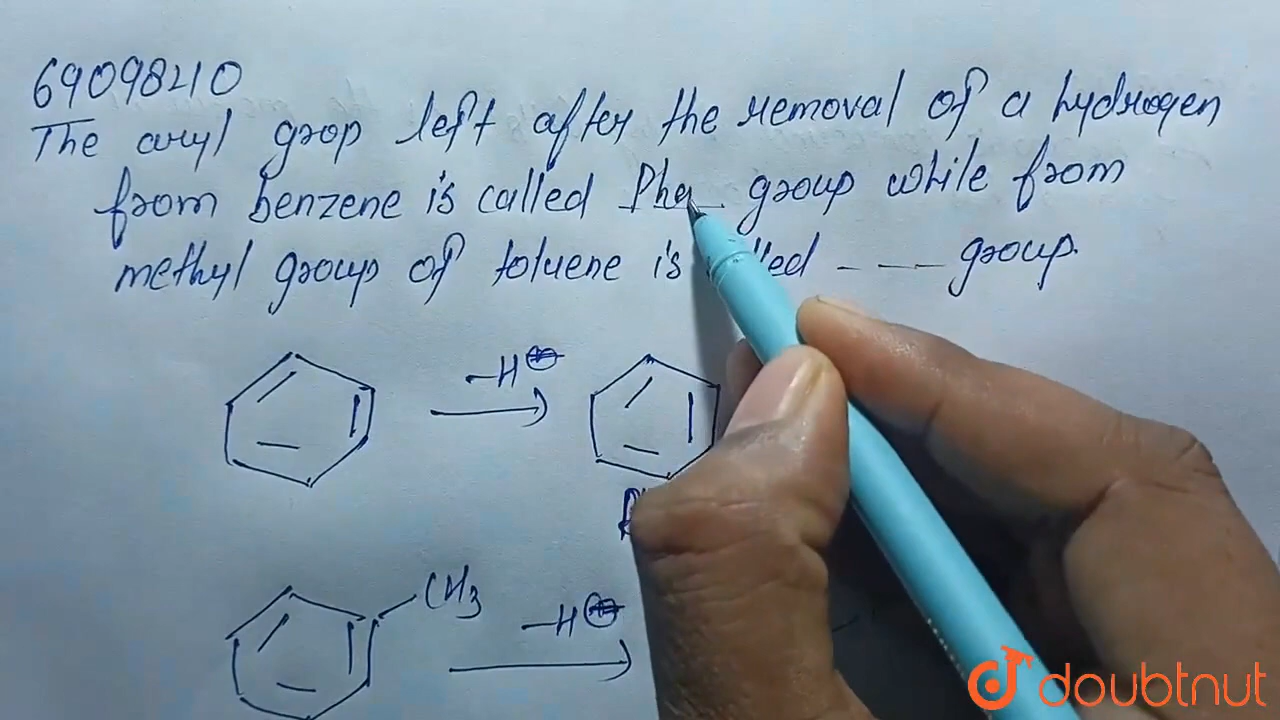 69098210
The aryl grop left after the removal of a hydrogen
from benzene is called Phe group while from
methyl group of toluene is called - - - group.
-H
-H
CH3
doubtnut